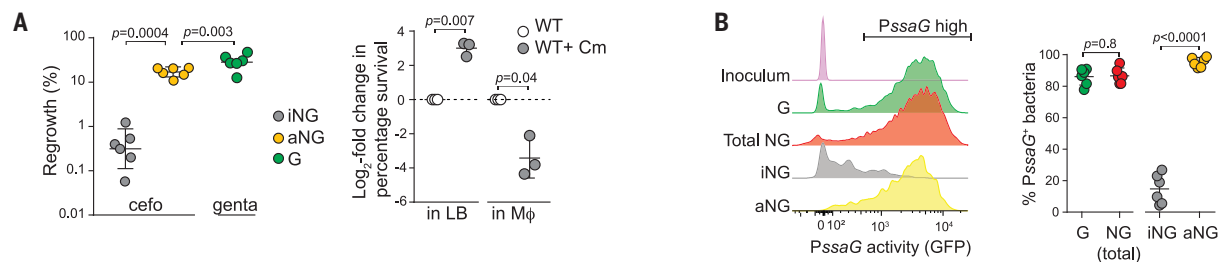 A
p=0.0004
p=0.003
100
10
1
0.1
0.01
Regrowth (%)
cefo
genta
iNG
aNG
G
WT
WT+ Cm
p=0.007
p=0.04
4
2
0
-2
-4
-6
Log2-fold change in
percentage survival
in LB
in Mϕ
B
PssaG high
Inoculum
G
Total NG
iNG
aNG
0 10²
10³
10⁴
PssaG activity (GFP)
p=0.8
p<0.0001
100
80
60
40
20
0
% PssaG⁺ bacteria
G
NG
iNG
aNG
(total)